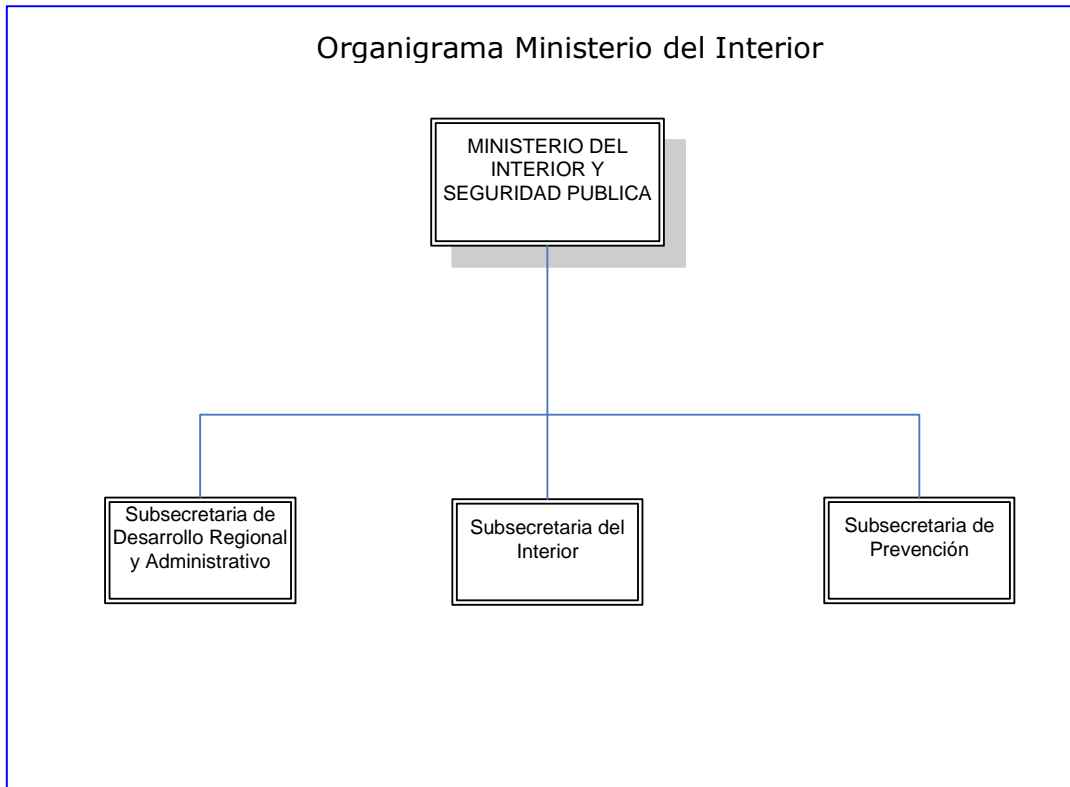 Organigrama Ministerio del Interior
MINISTERIO DEL
INTERIOR Y
SEGURIDAD PUBLICA
Subsecretaria de
Desarrollo Regional
y Administrativo
Subsecretaria del
Interior
Subsecretaria de
Prevención